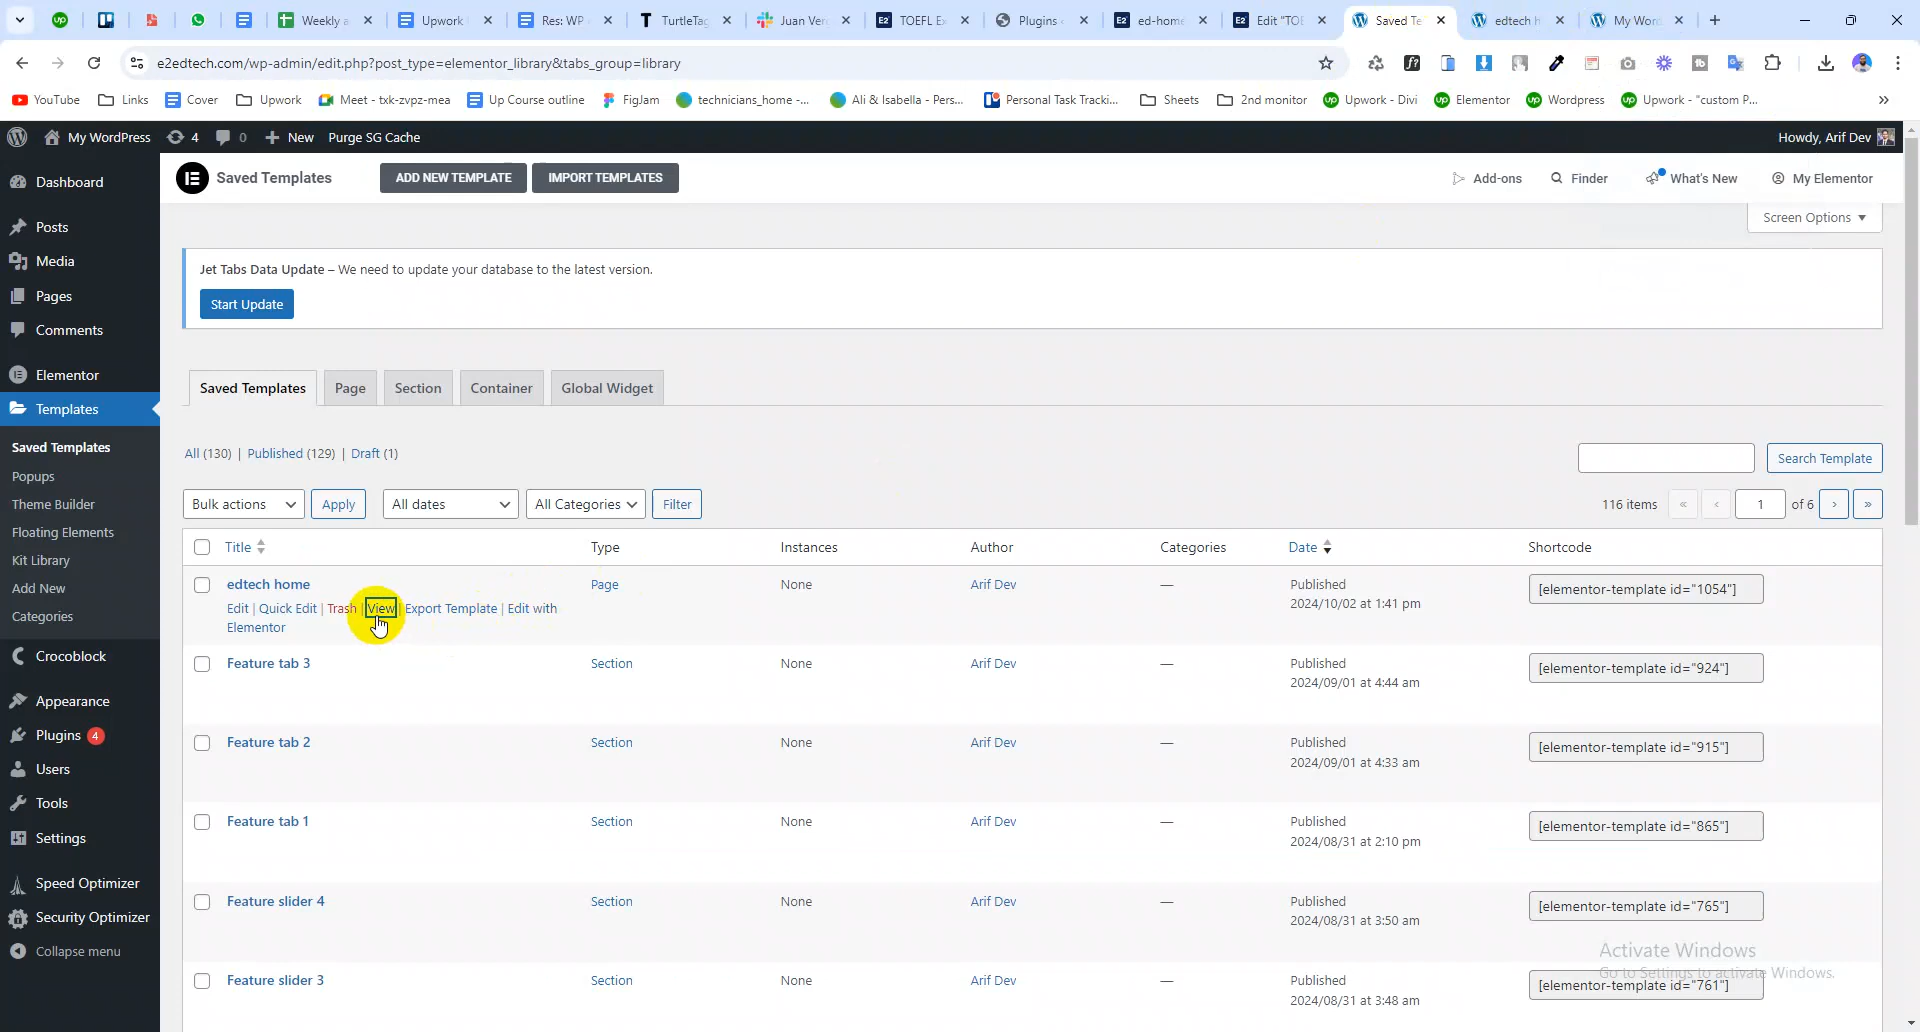 Weekly a
Upwork
Res: WP
TurtleTag
Juan Ver
TOEFL Ex
Plugins
ed-home
Edit "TOE
Saved Te
edtech h
My Word
e2edtech.com/wp-admin/edit.php?post_type=elementor_library&tabs_group=library
YouTube
Links
Cover
Upwork
Meet - txk-zvpz-mea
Up Course outline
FigJam
technicians_home -...
Ali & Isabella - Pers...
Personal Task Tracki...
Sheets
2nd monitor
Upwork - Divi
Elementor
Wordpress
Upwork - "custom P...
My WordPress
4
0
New
Purge SG Cache
Howdy, Arif Dev
Saved Templates
ADD NEW TEMPLATE
IMPORT TEMPLATES
Add-ons
Finder
What's New
My Elementor
Screen Options
Dashboard
Posts
Media
Pages
Comments
Elementor
Templates
Saved Templates
Popups
Theme Builder
Floating Elements
Kit Library
Add New
Categories
Crocoblock
Appearance
Plugins 4
Users
Tools
Settings
Speed Optimizer
Security Optimizer
Collapse menu
Jet Tabs Data Update – We need to update your database to the latest version.
Start Update
Saved Templates
Page
Section
Container
Global Widget
All (130) | Published (129) | Draft (1)
Search Template
Bulk actions
Apply
All dates
All Categories
Filter
116 items « ‹ 1 of 6 › »
Title Type Instances Author Categories Date Shortcode
edtech home Page None Arif Dev — Published [elementor-template id="1054"]
2024/10/02 at 1:41 pm
Edit | Quick Edit | Trash | View | Export Template | Edit with
Elementor
Feature tab 3 Section None Arif Dev — Published [elementor-template id="924"]
2024/09/01 at 4:44 am
Feature tab 2 Section None Arif Dev — Published [elementor-template id="915"]
2024/09/01 at 4:33 am
Feature tab 1 Section None Arif Dev — Published [elementor-template id="865"]
2024/08/31 at 2:10 pm
Feature slider 4 Section None Arif Dev — Published [elementor-template id="765"]
2024/08/31 at 3:50 am
Feature slider 3 Section None Arif Dev — Published [elementor-template id="761"]
2024/08/31 at 3:48 am
Activate Windows
Go to Settings to activate Windows.